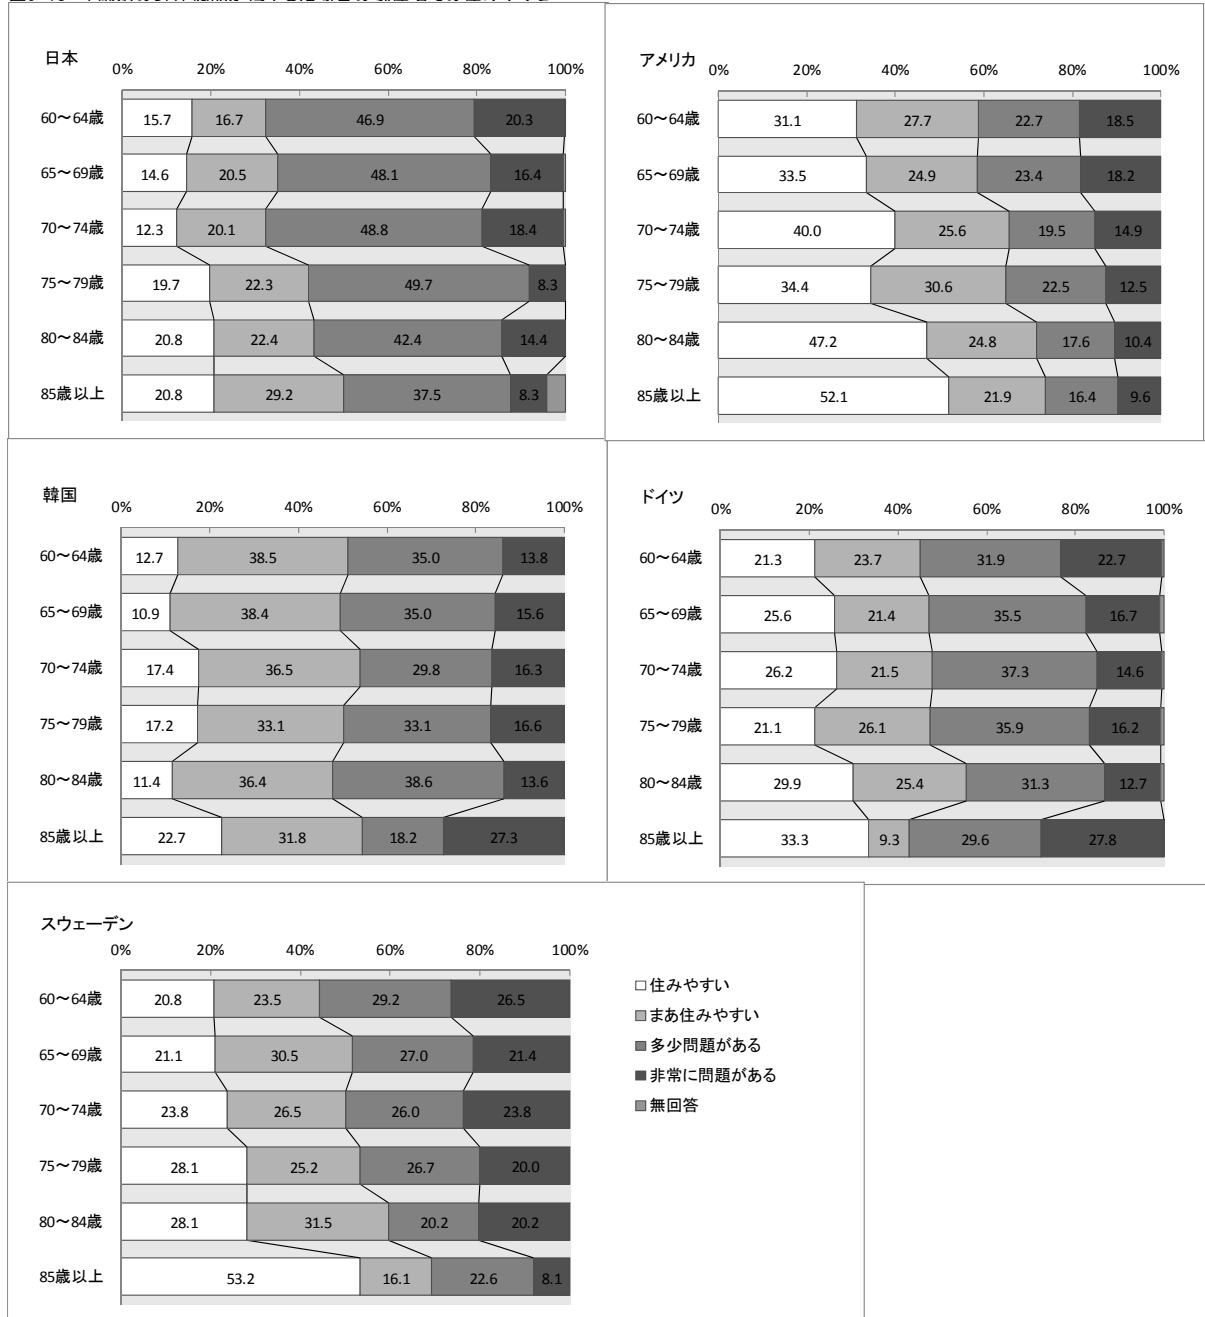 日本
0% 20% 40% 60% 80% 100%
60～64歳 15.7 16.7 46.9 20.3
65～69歳 14.6 20.5 48.1 16.4
70～74歳 12.3 20.1 48.8 18.4
75～79歳 19.7 22.3 49.7 8.3
80～84歳 20.8 22.4 42.4 14.4
85歳以上 20.8 29.2 37.5 8.3
アメリカ
0% 20% 40% 60% 80% 100%
60～64歳 31.1 27.7 22.7 18.5
65～69歳 33.5 24.9 23.4 18.2
70～74歳 40.0 25.6 19.5 14.9
75～79歳 34.4 30.6 22.5 12.5
80～84歳 47.2 24.8 17.6 10.4
85歳以上 52.1 21.9 16.4 9.6
韓国
0% 20% 40% 60% 80% 100%
60～64歳 12.7 38.5 35.0 13.8
65～69歳 10.9 38.4 35.0 15.6
70～74歳 17.4 36.5 29.8 16.3
75～79歳 17.2 33.1 33.1 16.6
80～84歳 11.4 36.4 38.6 13.6
85歳以上 22.7 31.8 18.2 27.3
ドイツ
0% 20% 40% 60% 80% 100%
60～64歳 21.3 23.7 31.9 22.7
65～69歳 25.6 21.4 35.5 16.7
70～74歳 26.2 21.5 37.3 14.6
75～79歳 21.1 26.1 35.9 16.2
80～84歳 29.9 25.4 31.3 12.7
85歳以上 33.3 9.3 29.6 27.8
スウェーデン
0% 20% 40% 60% 80% 100%
60～64歳 20.8 23.5 29.2 26.5
65～69歳 21.1 30.5 27.0 21.4
70～74歳 23.8 26.5 26.0 23.8
75～79歳 28.1 25.2 26.7 20.0
80～84歳 28.1 31.5 20.2 20.2
85歳以上 53.2 16.1 22.6 8.1
住みやすい
まあ住みやすい
多少問題がある
非常に問題がある
無回答